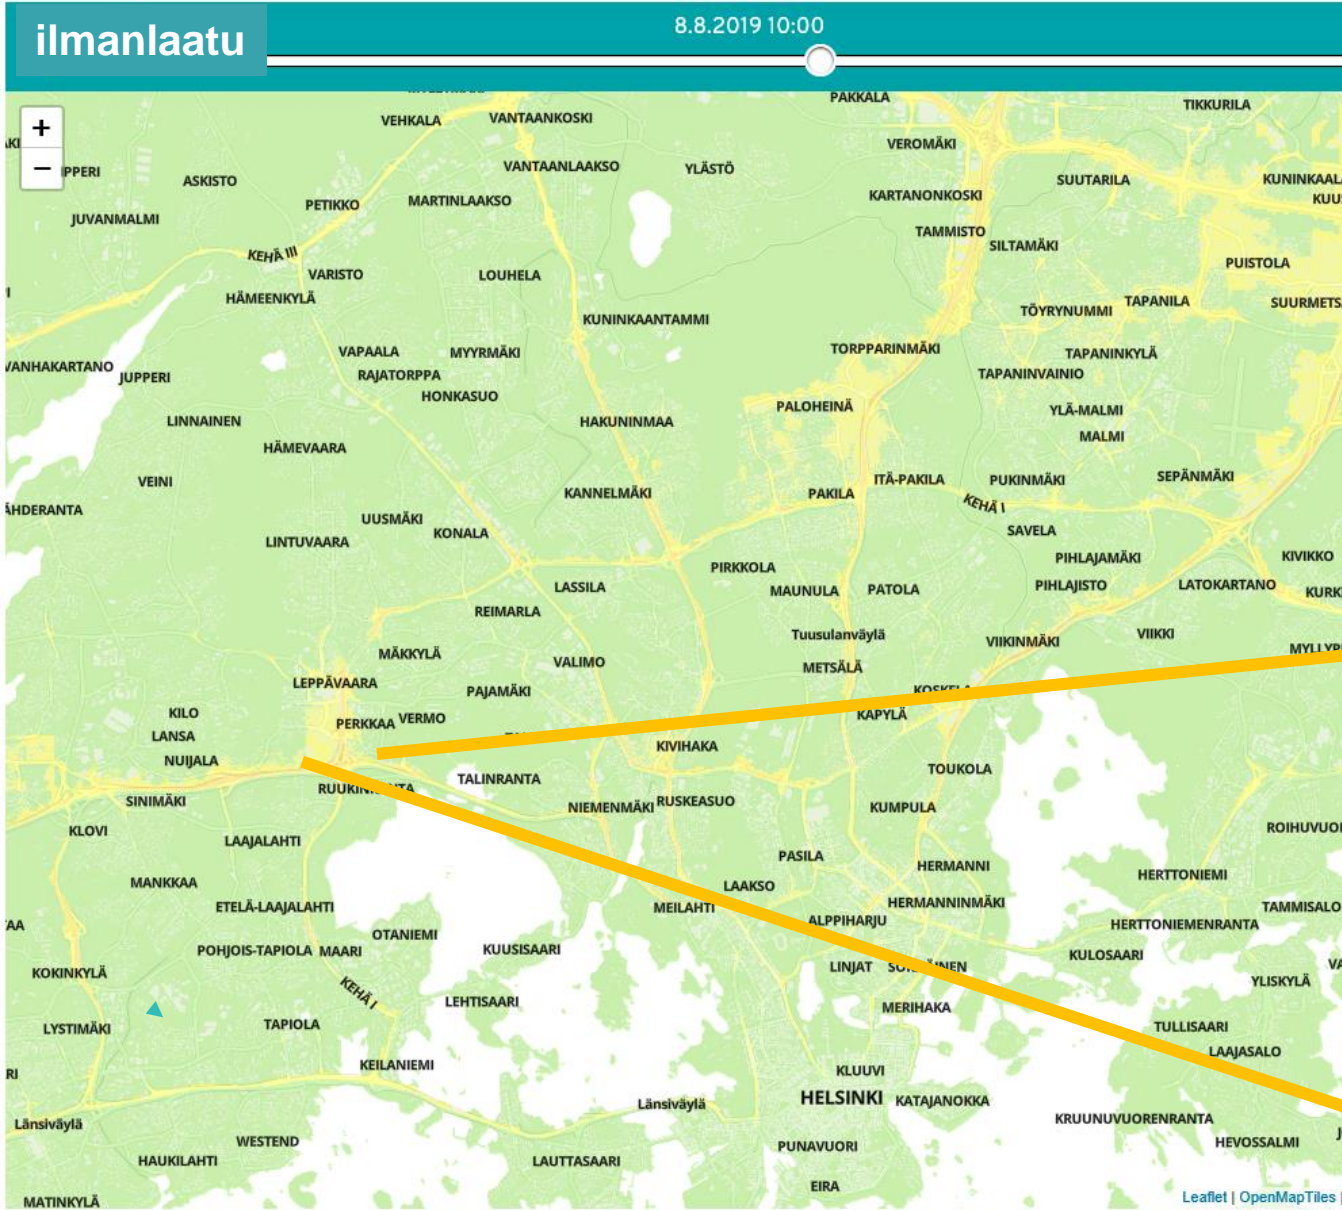 ilmanlaatu
8.8.2019 10:00
+
−
PAKKALA
TIKKURILA
VEHKALA
VANTAANKOSKI
VEROMÄKI
VANTAANLAAKSO
YLÄSTÖ
ASKISTO
SUUTARILA
JUVANMALMI
PETIKKO
MARTINLAAKSO
KARTANONKOSKI
TAMMISTO
SILTAMÄKI
KEHÄ III
VARISTO
LOUHELA
PUISTOLA
HÄMEENKYLÄ
KUNINKAANTAMMI
TÖYRYNUMMI
TAPANILA
VAPAALA
MYYRMÄKI
TORPPARINMÄKI
TAPANINKYLÄ
VANHAKARTANO
JUPPERI
RAJATORPPA
TAPANINVAINIO
HONKASUO
LINNAINEN
HAKUNINMAA
PALOHEINÄ
YLÄ-MALMI
MALMI
HÄMEVAARA
VEINI
KANNELMÄKI
PAKILA
ITÄ-PAKILA
PUKINMÄKI
SEPÄNMÄKI
KEHÄ I
UUSMÄKI
KONALA
SAVELA
LINTUVAARA
PIRKKOLA
PIHLAJAMÄKI
KIVIKKO
LASSILA
MAUNULA
PATOLA
PIHLAJISTO
LATOKARTANO
REIMARLA
Tuusulanväylä
VIIKINMÄKI
VIIKKI
MÄKKYLÄ
VALIMO
METSÄLÄ
LEPPÄVAARA
PAJAMÄKI
KOSKELA
KILO
PERKKAA
VERMO
KÄPYLÄ
LANSA
NUIJALA
KIVIHAKA
TOUKOLA
TALINRANTA
SINIMÄKI
NIEMENMÄKI
RUSKEASUO
KUMPULA
KLOVI
LAAJALAHTI
PASILA
HERMANNI
MANKKAA
LAAKSO
HERTTONIEMI
ETELÄ-LAAJALAHTI
MEILAHTI
HERMANNINMÄKI
TAMMISALO
ALPPIHARJU
HERTTONIEMENRANTA
OTANIEMI
POHJOIS-TAPIOLA
MAARI
KUUSISAARI
KULOSAARI
KOKINKYLÄ
LINJAT
YLISKYLÄ
KEHÄ I
LEHTISAARI
MERIHAKA
LYSTIMÄKI
TAPIOLA
TULLISAARI
LAAJASALO
KEILANIEMI
KLUUVI
HELSINKI
KATAJANOKKA
Länsiväylä
Länsiväylä
KRUUNUVUORENRANTA
WESTEND
PUNAVUORI
HEVOSSALMI
HAUKILAHTI
LAUTTASAARI
EIRA
MATINKYLÄ
Leaflet | OpenMapTiles |